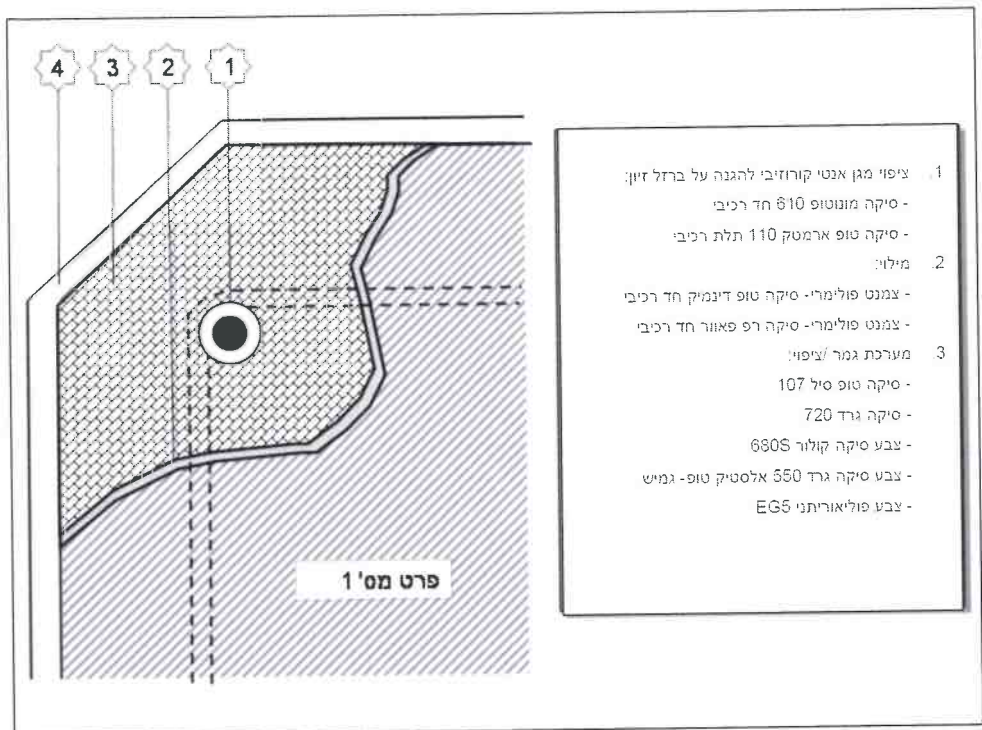 4 3 2 1
1. ציפוי מגן אנטי קורוזיבי להגנה על ברזל זיון:
- סיקה מונוטופ 610 חד רכיבי
- סיקה טופ ארמטק 110 תלת רכיבי
2. מילוי:
- צמנט פולימרי- סיקה טופ דינמיק חד רכיבי
- צמנט פולימרי- סיקה רפ פאוור חד רכיבי
3. מערכת גמר /ציפוי:
- סיקה טופ סיל 107
- סיקה גרד 720
- צבע סיקה קולור 680S
- צבע סיקה גרד 550 אלסטיק טופ- גמיש
- צבע פוליאוריתני EG5
פרט מס' 1